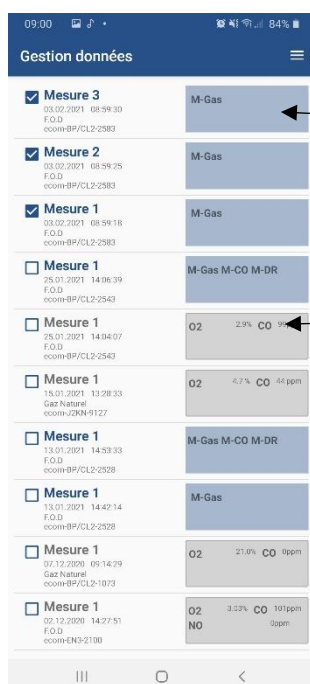 09:00 84%
Gestion données
Mesure 3
03.02.2021 08:59:30
F.O.D
ecom-BP/CL2-2583
M-Gas
Mesure 2
03.02.2021 08:59:25
F.O.D
ecom-BP/CL2-2583
M-Gas
Mesure 1
03.02.2021 08:59:18
F.O.D
ecom-BP/CL2-2583
M-Gas
Mesure 1
25.01.2021 14:06:39
F.O.D
ecom-BP/CL2-2543
M-Gas M-CO M-DR
Mesure 1
25.01.2021 14:04:07
F.O.D
ecom-BP/CL2-2543
O2 2.9% CO
Mesure 1
15.01.2021 13:28:33
Gaz Naturel
ecom-J2KN-9127
O2 4.7% CO 44 ppm
Mesure 1
13.01.2021 14:53:33
F.O.D
ecom-BP/CL2-2528
M-Gas M-CO M-DR
Mesure 1
13.01.2021 14:42:14
F.O.D
ecom-BP/CL2-2528
M-Gas
Mesure 1
07.12.2020 09:14:29
Gaz Naturel
ecom-BP/CL2-1073
O2 21.0% CO 0ppm
Mesure 1
02.12.2020 14:27:51
F.O.D
ecom-EN3-2100
O2 3.03% CO 101ppm
NO 0ppm